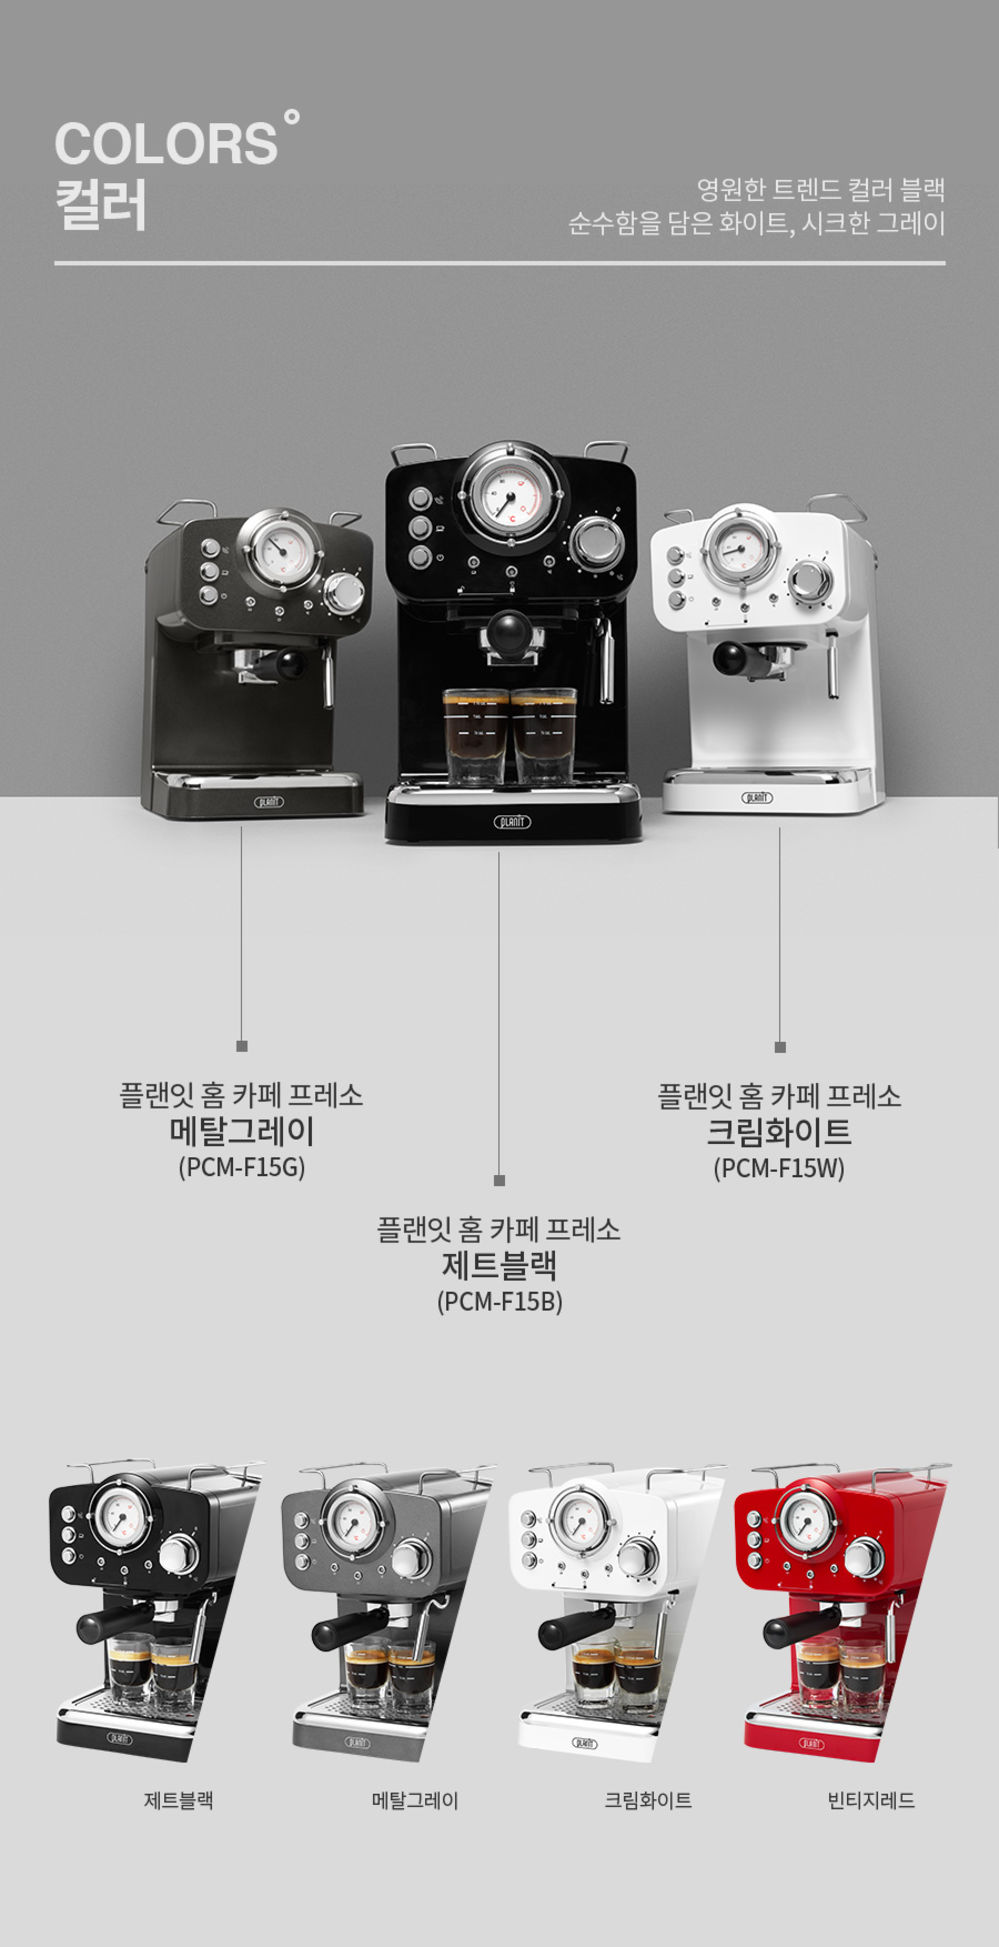 COLORS°
컬러
영원한 트렌드 컬러 블랙
순수함을 담은 화이트, 시크한 그레이
PLANIT
PLANIT
PLANIT
플랜잇 홈 카페 프레소
메탈그레이
(PCM-F15G)
플랜잇 홈 카페 프레소
크림화이트
(PCM-F15W)
플랜잇 홈 카페 프레소
제트블랙
(PCM-F15B)
PLANIT
PLANIT
PLANIT
PLANIT
제트블랙
메탈그레이
크림화이트
빈티지레드